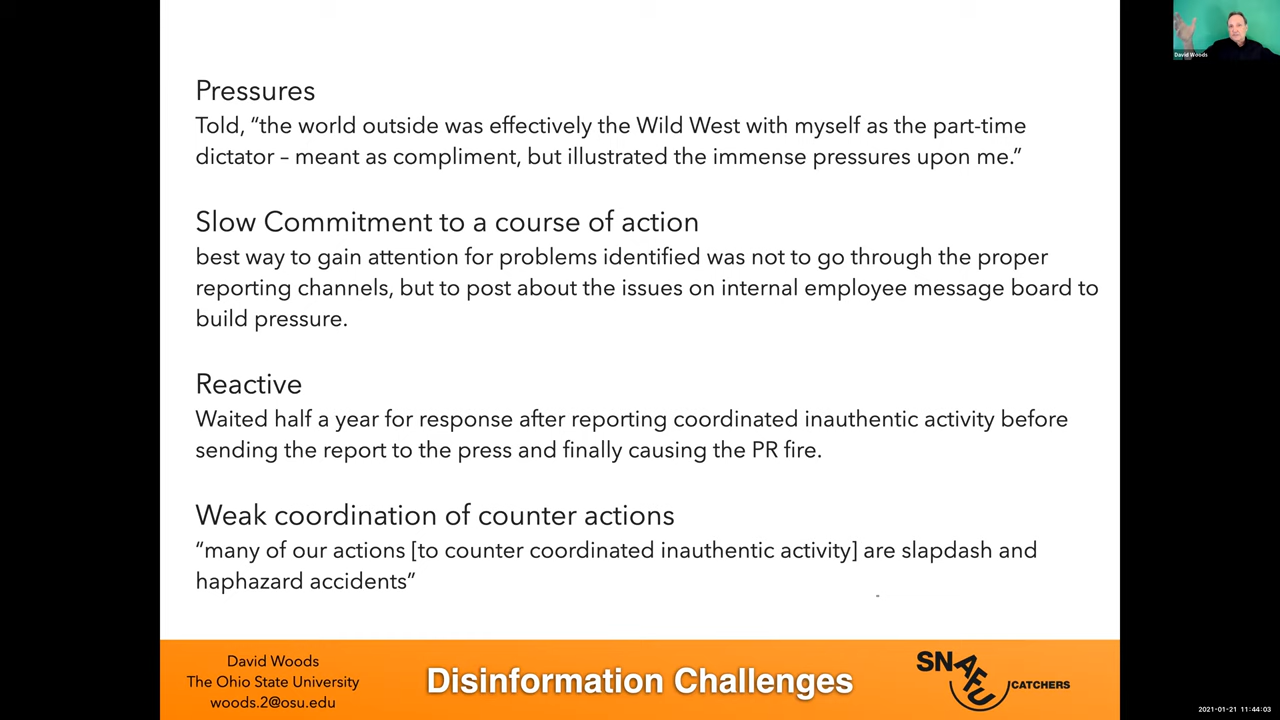 David Woods
Pressures
Told, “the world outside was effectively the Wild West with myself as the part-time
dictator – meant as compliment, but illustrated the immense pressures upon me.”
Slow Commitment to a course of action
best way to gain attention for problems identified was not to go through the proper
reporting channels, but to post about the issues on internal employee message board to
build pressure.
Reactive
Waited half a year for response after reporting coordinated inauthentic activity before
sending the report to the press and finally causing the PR fire.
Weak coordination of counter actions
“many of our actions [to counter coordinated inauthentic activity] are slapdash and
haphazard accidents”
David Woods
The Ohio State University
woods.2@osu.edu
Disinformation Challenges
SNAFU
CATCHERS
2021-01-21 11:44:03